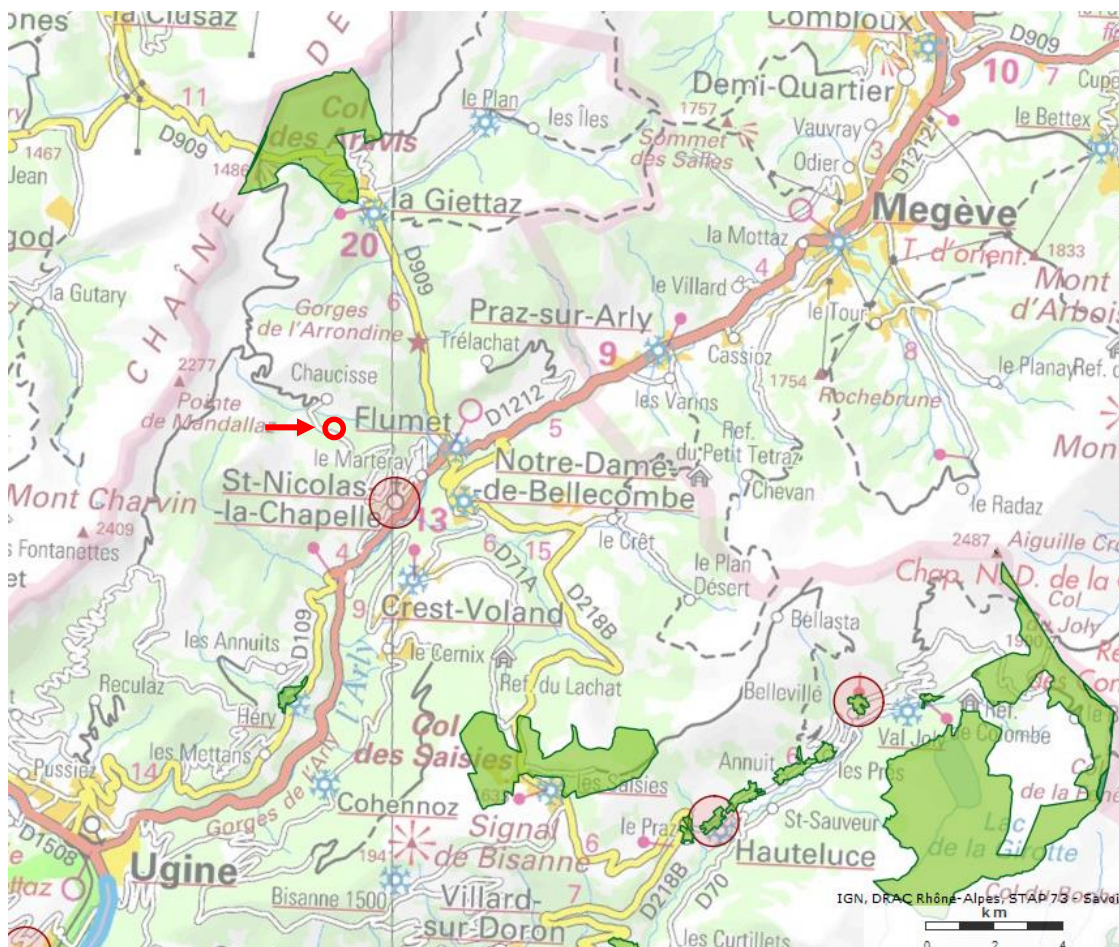 la Clusaz
CHAÎNE DE
Combloux
D909
Demi-Quartier
10
7
11
Col
des Aravis
le Plan
les Îles
1757
Sommet
des Salles
Vauvray
le Bettex
D909
1467
Jean
1486
Odier
3
D1212
la Giettaz
Megève
20
la Mottaz
T. d'orient.
1833
Mont
d'Arbois
la Gutary
4
le Villard
D909
6
Gorges
de l'Arrondine
Praz-sur-Arly
le Tour
Trélachat
9
Cassioz
8
le Planay
2277
Chaucisse
1754
Rochebrune
Pointe
de Mandallaz
D1212
les Varins
Flumet
5
Ref.
du Petit Tetraz
le Marteray
Notre-Dame-
-de-Bellecombe
St-Nicolas
-la-Chapelle
Mont Charvin
Chevan
le Radaz
13
2409
Fontanettes
6
15
le Crêt
2487
4
D71A
le Plan
Désert
Chap. N. D. de la
Crest-Voland
Col
du Joly
9
D218B
Bellasta
les Annuits
D109
le Cernix
l'Arly
Ref. du Lachat
Belleville
Reculaz
Héry
Col
des Saisies
Val Joly
les Mettans
les Saisies
Annuit
6
les Près
Pussiez
14
Gorges de l'Arly
Cohennoz
le Praz
St-Sauveur
Lac
de la Girotte
D1508
Signal
de Bisanne
6
Hauteluce
Ugine
Bisanne 1500
7
D218B
D70
Villard-
-sur-Doron
les Curtillets
IGN, DRAC Rhône-Alpes, STAP 73 - Savoi
km
0 2 4